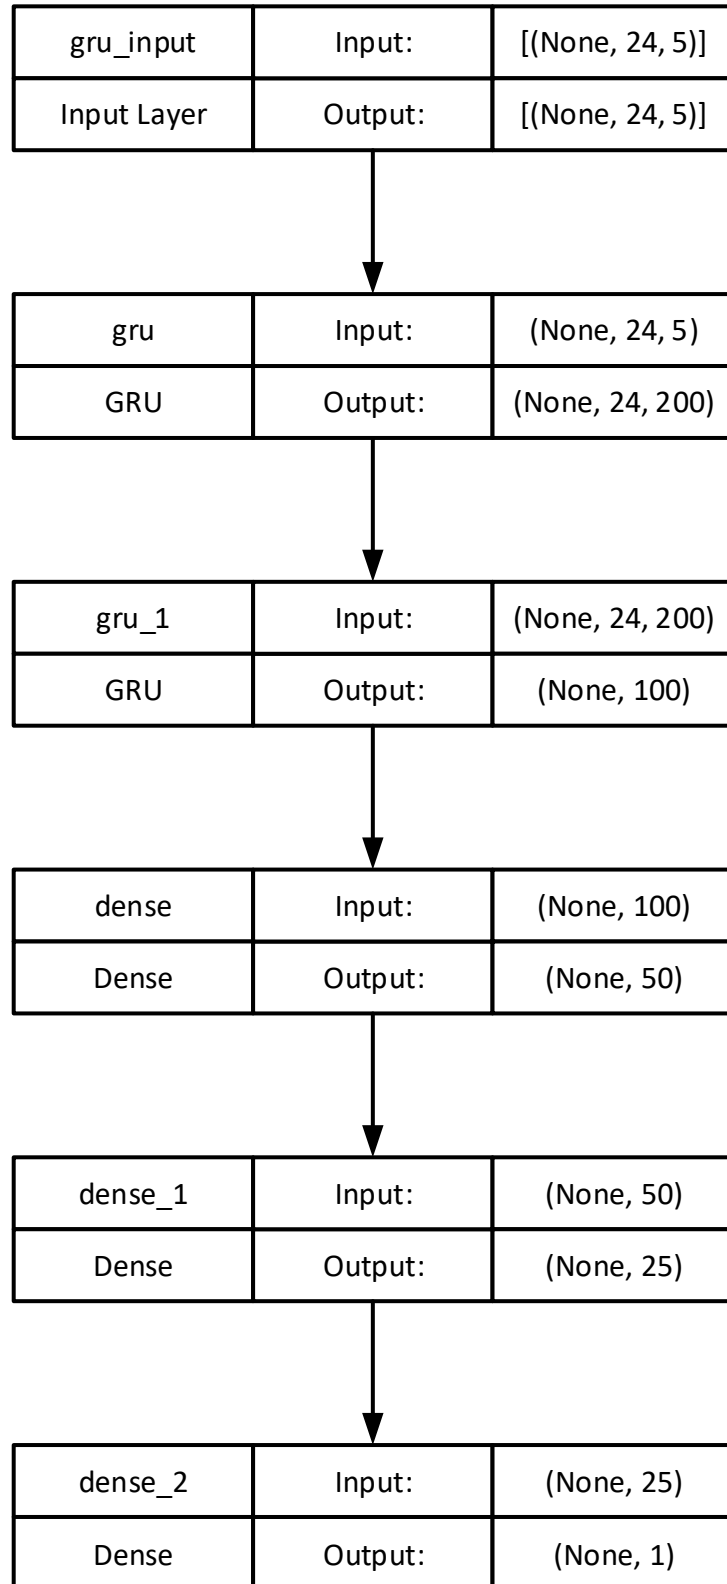 gru_input Input: [(None, 24, 5)]
Input Layer Output: [(None, 24, 5)]
gru Input: (None, 24, 5)
GRU Output: (None, 24, 200)
gru_1 Input: (None, 24, 200)
GRU Output: (None, 100)
dense Input: (None, 100)
Dense Output: (None, 50)
dense_1 Input: (None, 50)
Dense Output: (None, 25)
dense_2 Input: (None, 25)
Dense Output: (None, 1)